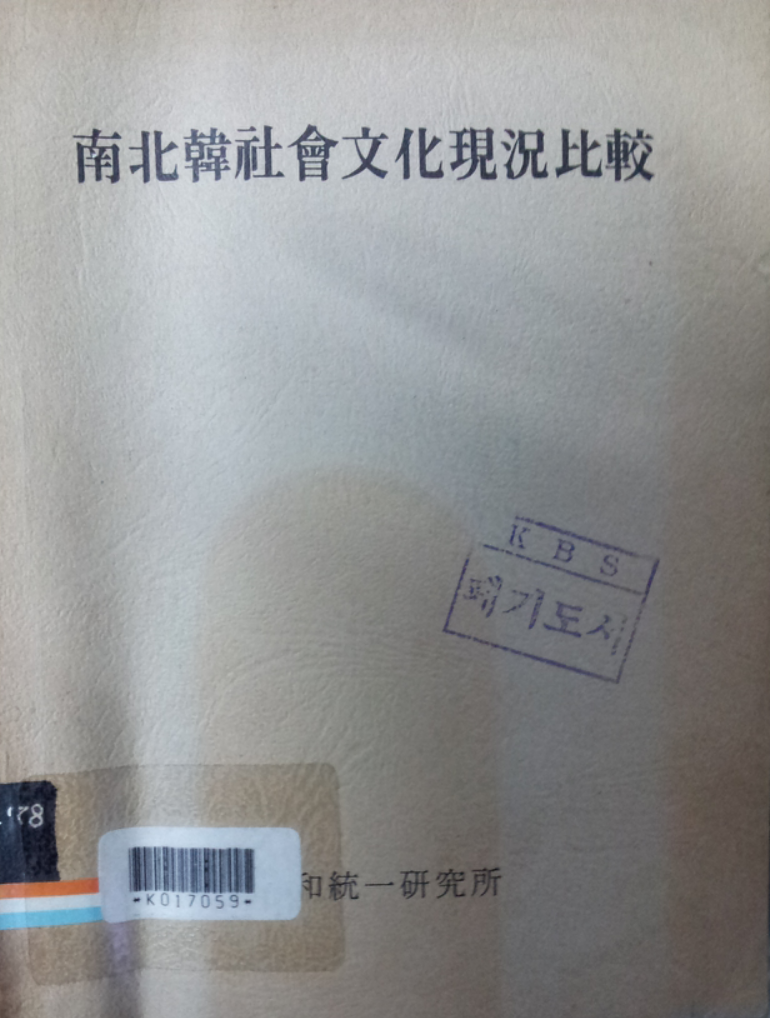 南北韓社會文化現況比較
K B S
폐기도서
-K017059-
和統一硏究所